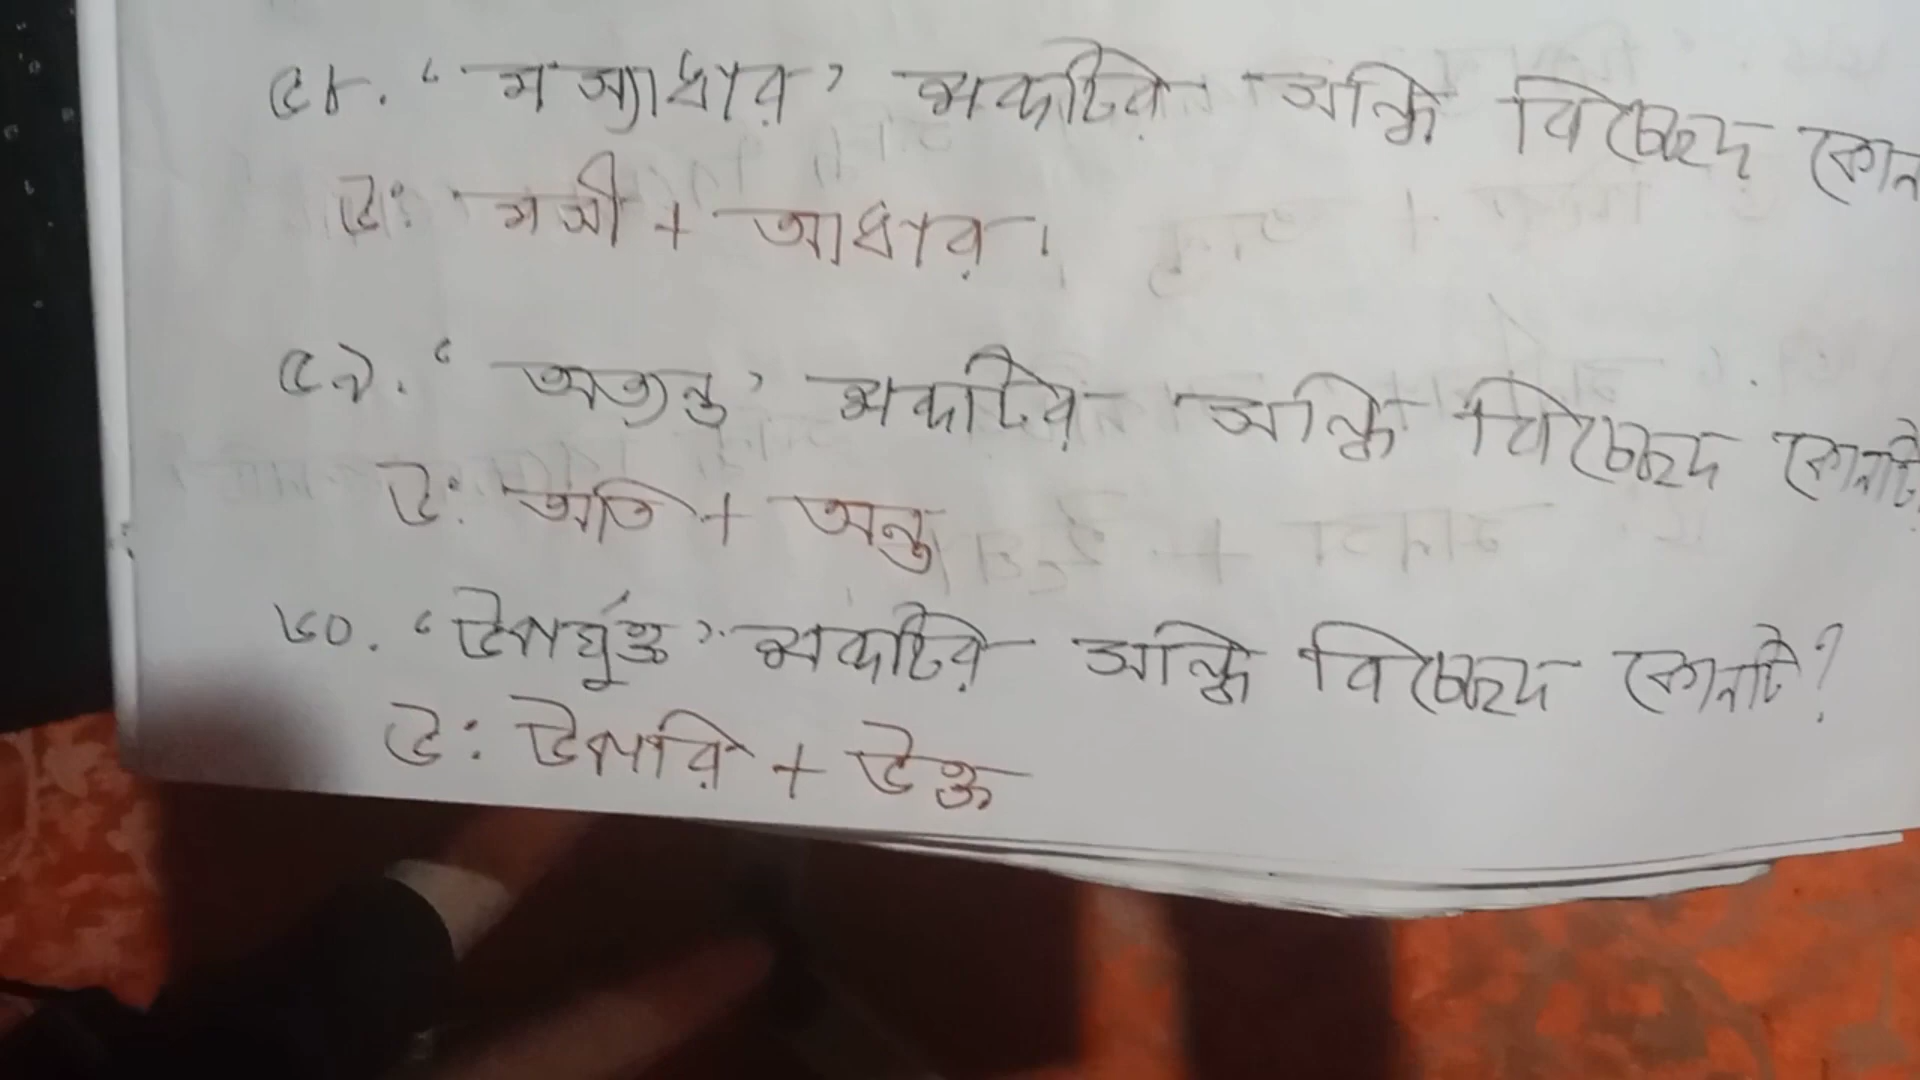 ৫৮. ‘মস্যাধার’ শব্দটির সন্ধি বিচ্ছেদ কোন
উঃ মসী + আধার।
৫৯. ‘অত্যন্ত’ শব্দটির সন্ধি বিচ্ছেদ কোনটি
উঃ অতি + অন্ত
৬০. ‘উপর্যুক্ত’ শব্দটির সন্ধি বিচ্ছেদ কোনটি?
উঃ উপরি + উক্ত